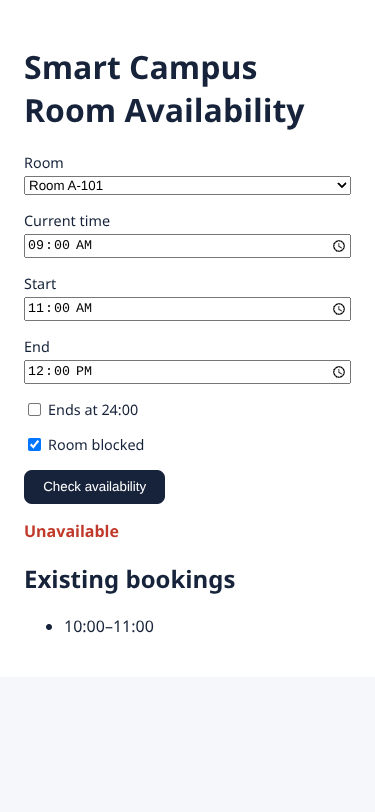 Smart Campus
Room Availability
Room
Room A-101
Current time
09:00 AM
Start
11:00 AM
End
12:00 PM
Ends at 24:00
Room blocked
Check availability
Unavailable
Existing bookings
10:00–11:00